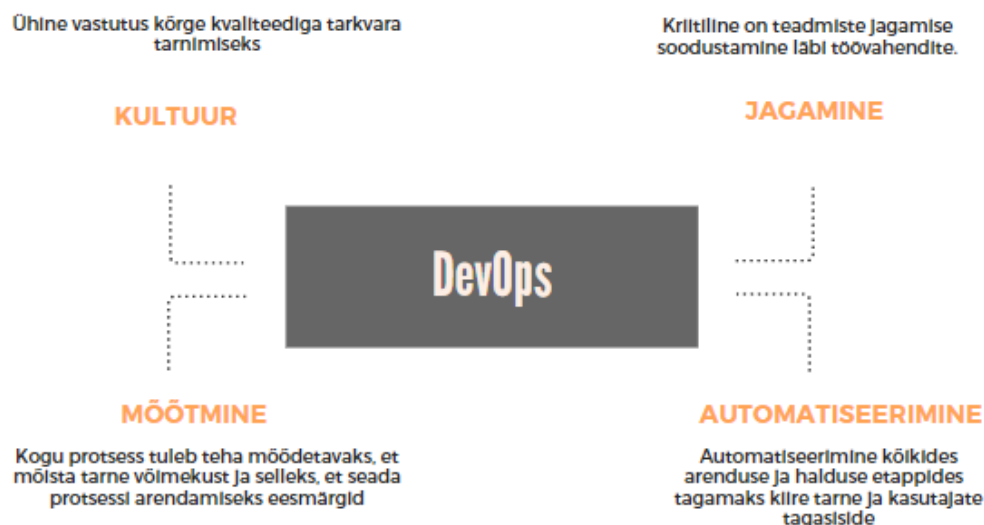 Ühine vastutus kõrge kvaliteediga tarkvara
tarnimiseks
KULTUUR
Kriitiline on teadmiste jagamise
soodustamine läbi töövahendite.
JAGAMINE
DevOps
MÕÕTMINE
Kogu protsess tuleb teha mõõdetavaks, et
mõista tarne võimekust ja selleks, et seada
protsessi arendamiseks eesmärgid
AUTOMATISEERIMINE
Automatiseerimine kõikides
arenduse ja halduse etappides
tagamaks kiire tarne ja kasutajate
tagasiside